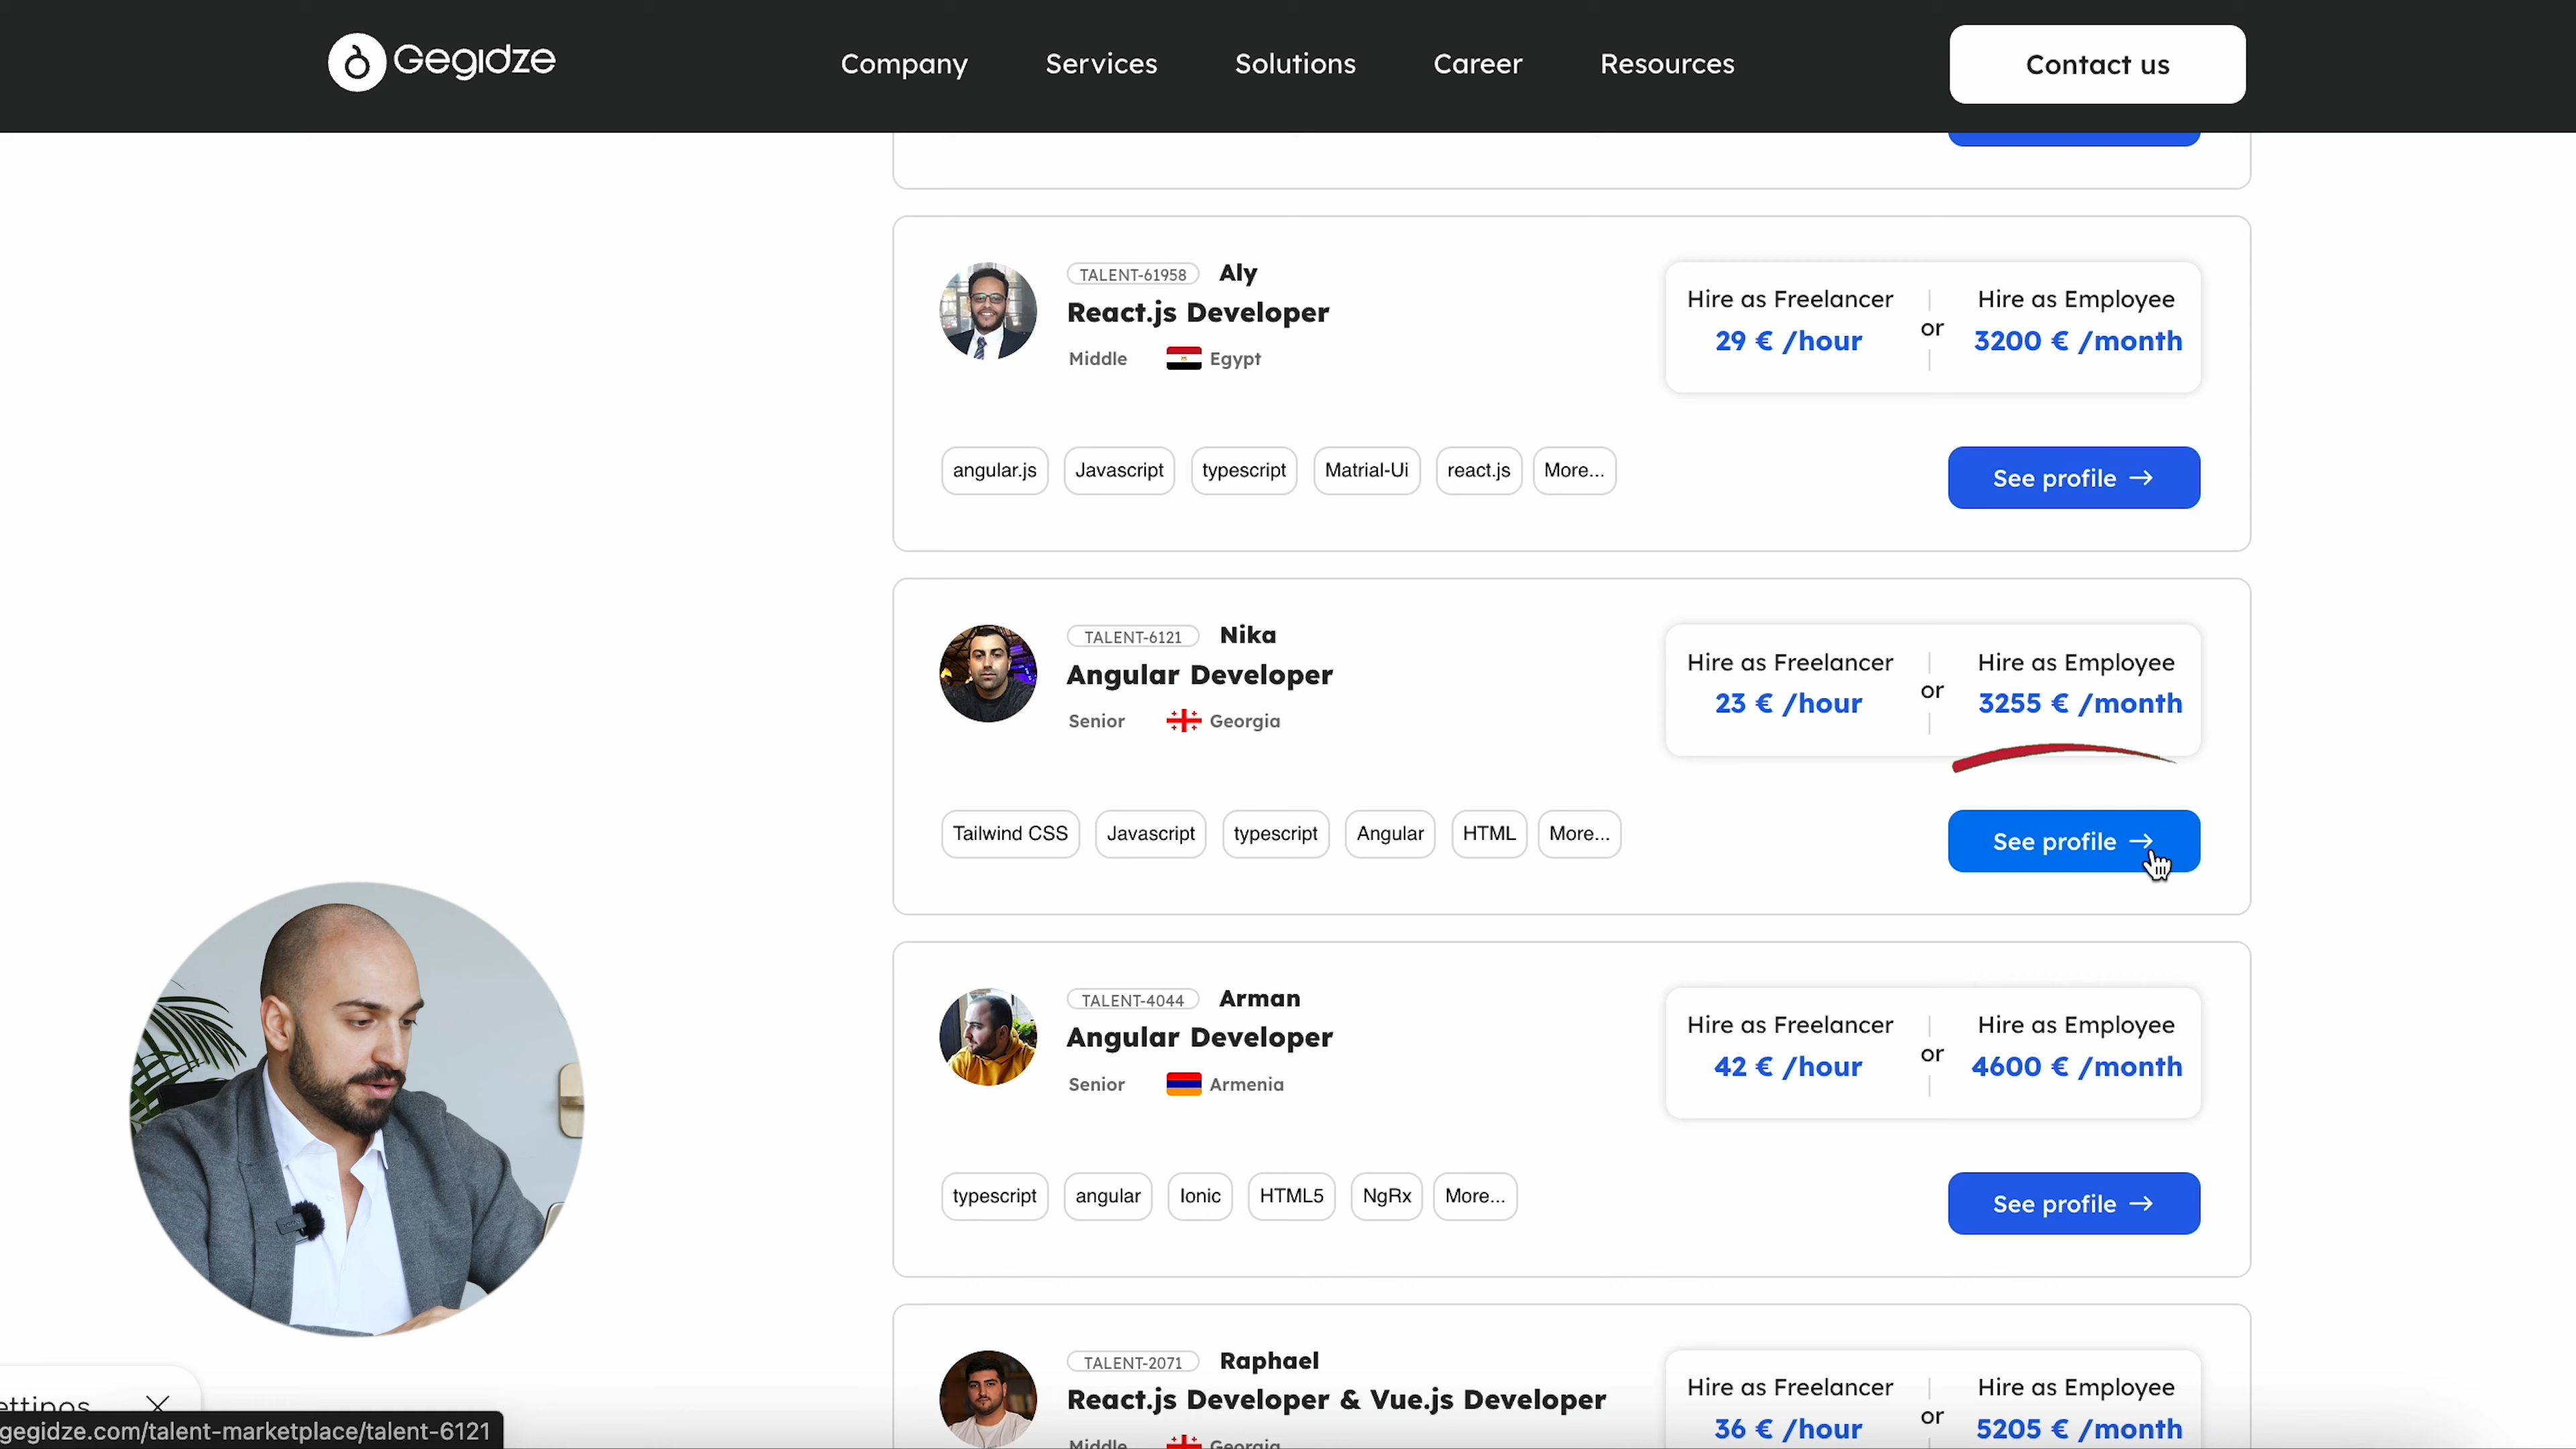 Gegidze
Company
Services
Solutions
Career
Resources
Contact us
TALENT-61958
Aly
React.js Developer
Middle
Egypt
Hire as Freelancer
29 € /hour
or
Hire as Employee
3200 € /month
angular.js
Javascript
typescript
Matrial-Ui
react.js
More...
See profile →
TALENT-6121
Nika
Angular Developer
Senior
Georgia
Hire as Freelancer
23 € /hour
or
Hire as Employee
3255 € /month
Tailwind CSS
Javascript
typescript
Angular
HTML
More...
See profile →
TALENT-4044
Arman
Angular Developer
Senior
Armenia
Hire as Freelancer
42 € /hour
or
Hire as Employee
4600 € /month
typescript
angular
Ionic
HTML5
NgRx
More...
See profile →
TALENT-2071
Raphael
React.js Developer & Vue.js Developer
Middle
Georgia
Hire as Freelancer
36 € /hour
or
Hire as Employee
5205 € /month
ettings
gegidze.com/talent-marketplace/talent-6121